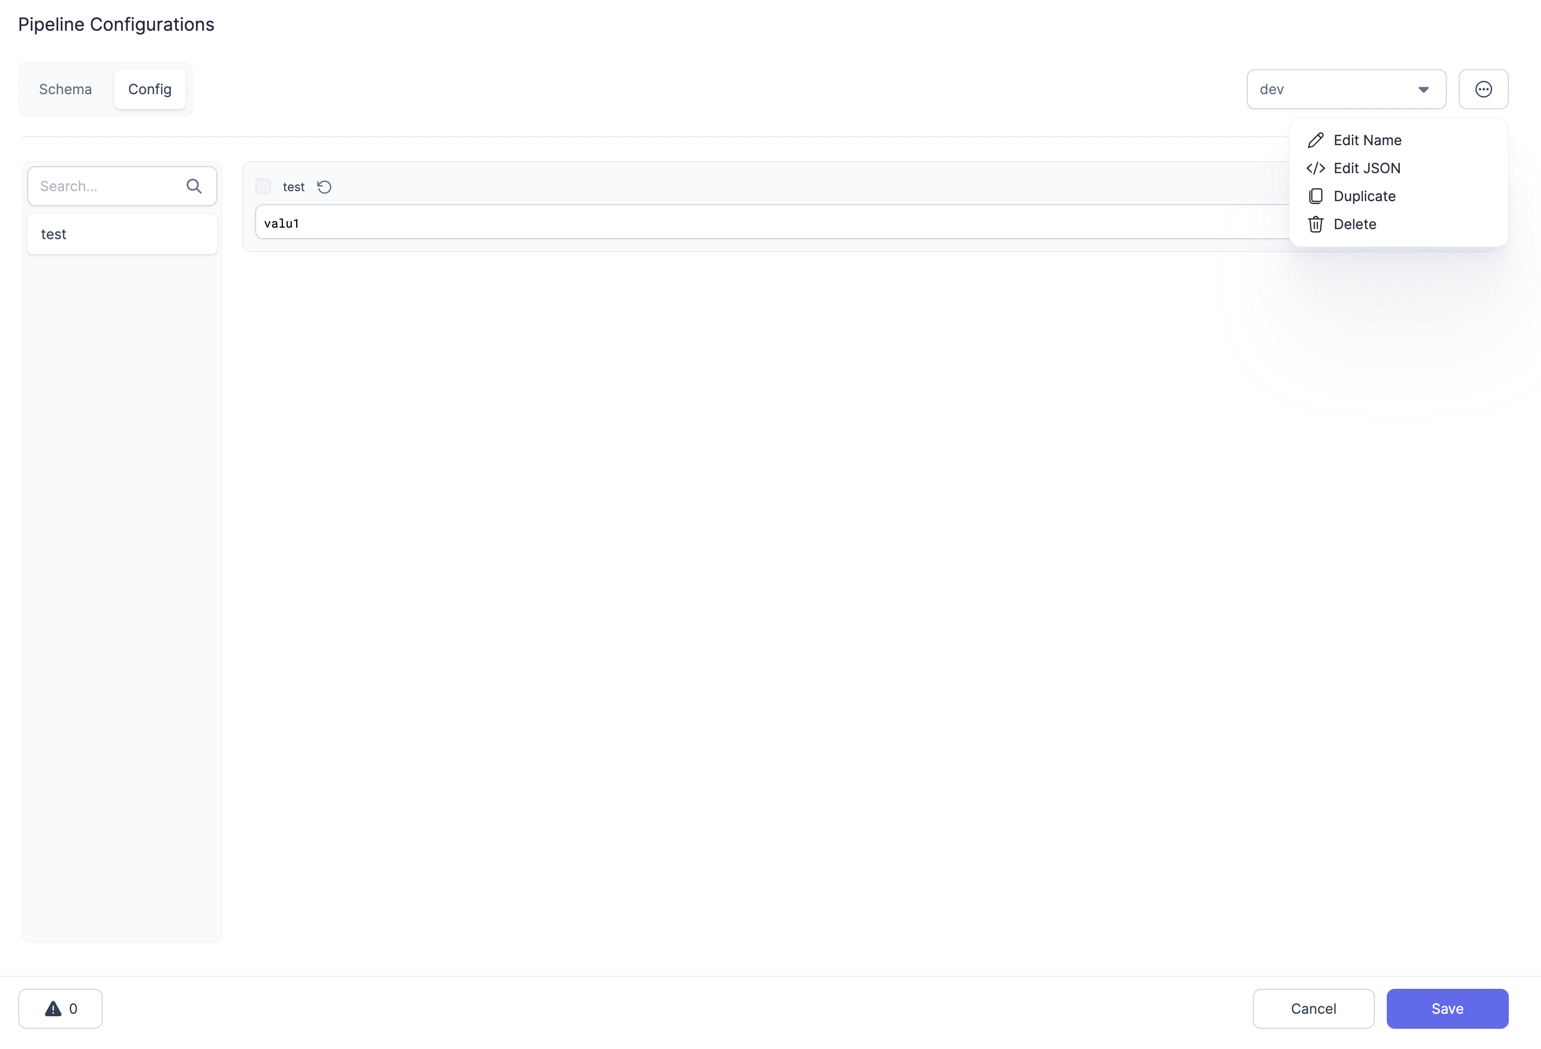 Pipeline Configurations
Schema
Config
dev
Edit Name
Edit JSON
Duplicate
Delete
Search...
test
test
valu1
0
Cancel
Save